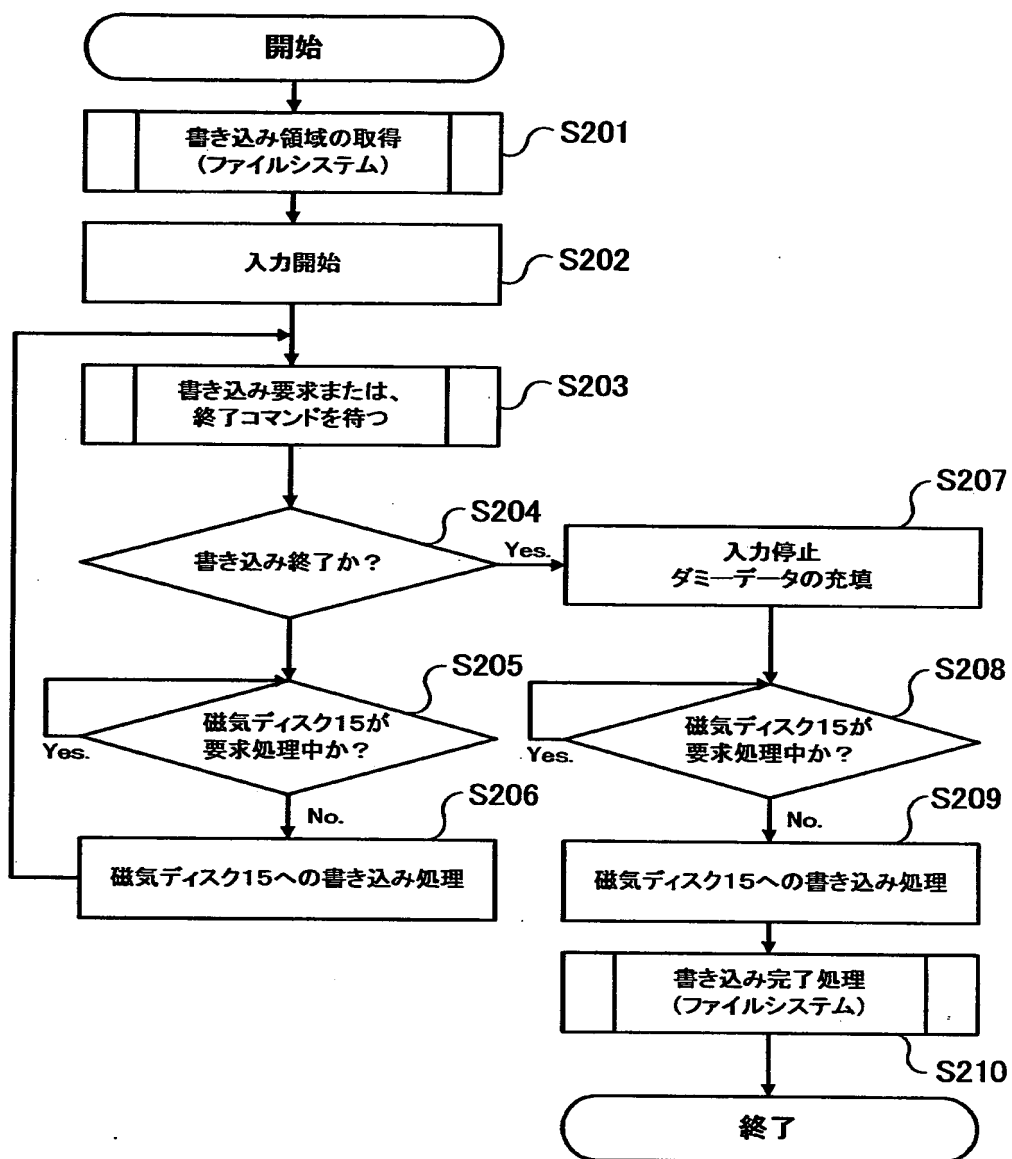 開始
書き込み領域の取得
(ファイルシステム)
S201
入力開始
S202
書き込み要求または、
終了コマンドを待つ
S203
書き込み終了か？
S204
Yes.
磁気ディスク15が
要求処理中か？
S205
Yes.
No.
磁気ディスク15への書き込み処理
S206
入力停止
ダミーデータの充填
S207
磁気ディスク15が
要求処理中か？
S208
Yes.
No.
磁気ディスク15への書き込み処理
S209
書き込み完了処理
(ファイルシステム)
S210
終了